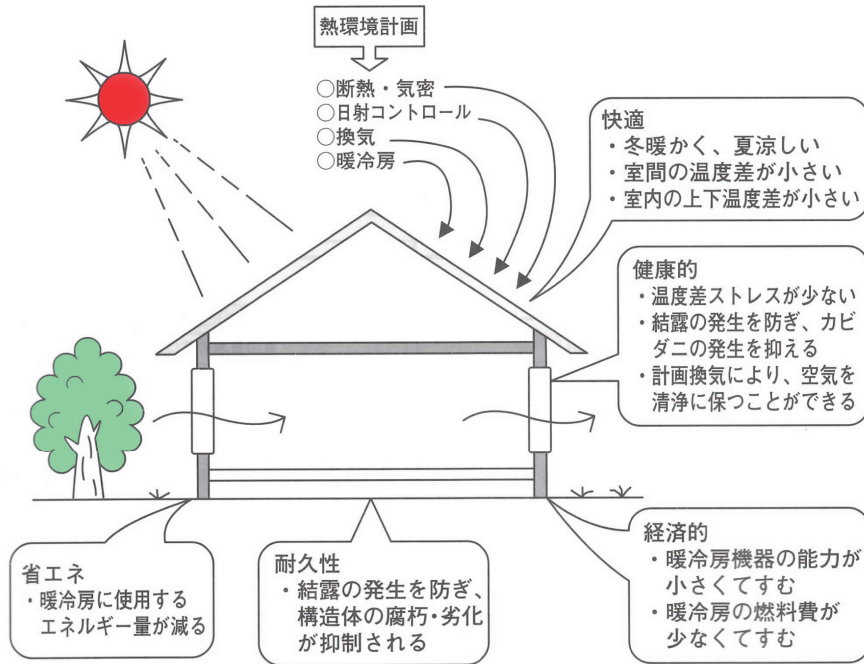 熱環境計画
○断熱・気密
○日射コントロール
○換気
○暖冷房
快適
・冬暖かく、夏涼しい
・室間の温度差が小さい
・室内の上下温度差が小さい
健康的
・温度差ストレスが少ない
・結露の発生を防ぎ、カビ
ダニの発生を抑える
・計画換気により、空気を
清浄に保つことができる
省エネ
・暖冷房に使用する
エネルギー量が減る
耐久性
・結露の発生を防ぎ、
構造体の腐朽・劣化
が抑制される
経済的
・暖冷房機器の能力が
小さくてすむ
・暖冷房の燃料費が
少なくてすむ